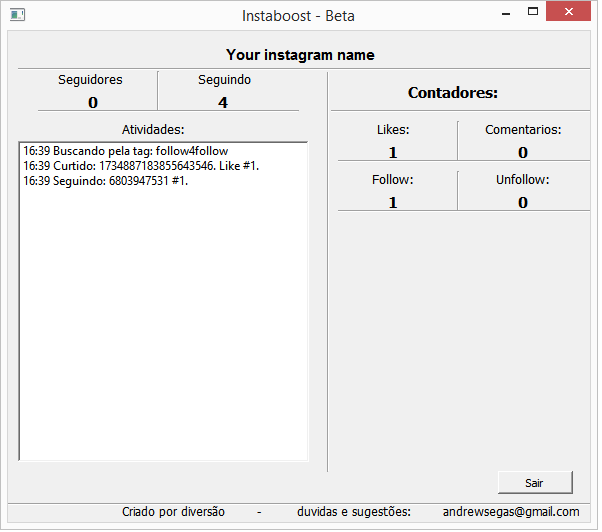 Instaboost - Beta
Your instagram name
Seguidores Seguindo
0 4
Atividades:
16:39 Buscando pela tag: follow4follow
16:39 Curtido: 1734887183855643546. Like #1.
16:39 Seguindo: 6803947531 #1.
Contadores:
Likes: Comentarios:
1 0
Follow: Unfollow:
1 0
Sair
Criado por diversão - duvidas e sugestões: andrewsegas@gmail.com